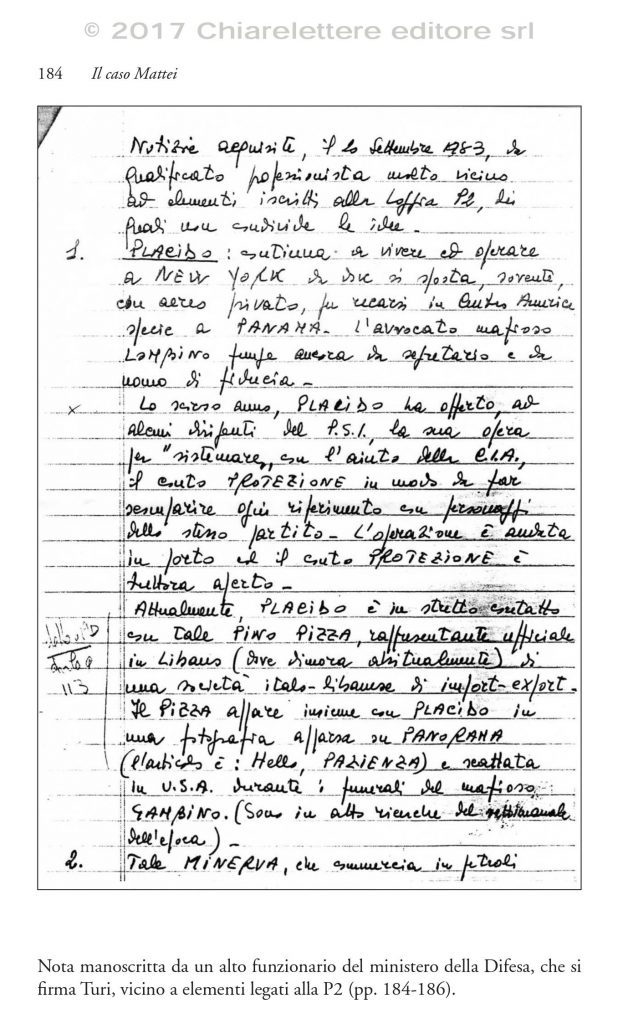 © 2017 Chiarelettere editore srl
184 Il caso Mattei
Notizie acquisite, il 20 Settembre 1983, da
qualificato professionista molto vicino
ad elementi iscritti alla Loggia P2, dei
quali non condivide le idee.
1. PLACIDO: continua a vivere ed operare
a NEW YORK da dove si sposta, sovente,
con aereo privato, per recarsi in Centro America
specie a PANAMA. L'avvocato mafioso
LOMBINO funge ancora da segretario e da
uomo di fiducia –
x Lo scorso anno, PLACIDO ha offerto, ad
alcuni dirigenti del P.S.I., la sua opera
per "sistemare", con l'aiuto della C.I.A.,
il conto PROTEZIONE in modo da far
scomparire ogni riferimento con personaggi
dello stesso partito – L'operazione è andata
in porto ed il conto PROTEZIONE è
tuttora aperto –
Attualmente, PLACIDO è in stretto contatto
con tale PINO PIZZA, rappresentante ufficiale
in Libano (dove dimora abitualmente) di
113
una società italo-libanese di import-export.
Il PIZZA appare insieme con PLACIDO in
una fotografia apparsa su PANORAMA
(l'articolo è: Hello, PAZIENZA) e scattata
in U.S.A. durante i funerali del mafioso
GAMBINO. (Sono in atto ricerche del settimanale
dell'epoca) –
2. Tale MINERVA, che commercia in petroli
Nota manoscritta da un alto funzionario del ministero della Difesa, che si
firma Turi, vicino a elementi legati alla P2 (pp. 184-186).